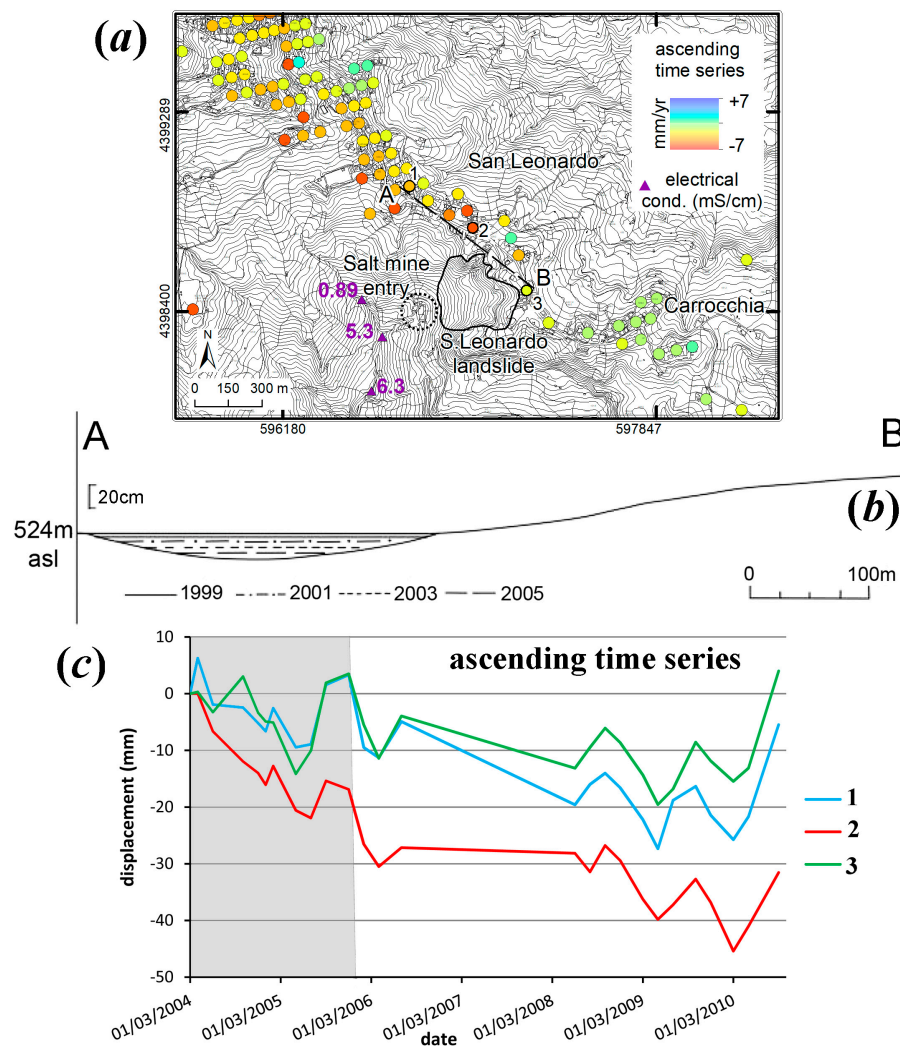 (a)
ascending
time series
mm/yr
+7
-7
electrical
cond. (mS/cm)
4399289
San Leonardo
1
A
2
Salt mine
entry
B
3
0.89
4398400
Carrocchia
5.3
S.Leonardo
landslide
N
6.3
0 150 300 m
596180
597847
A
B
20cm
(b)
524m
asl
0 100m
1999 2001 2003 2005
(c)
ascending time series
displacement (mm)
10
0
-10
-20
-30
-40
-50
1
2
3
01/03/2004 01/03/2005 01/03/2006 01/03/2007 01/03/2008 01/03/2009 01/03/2010
date